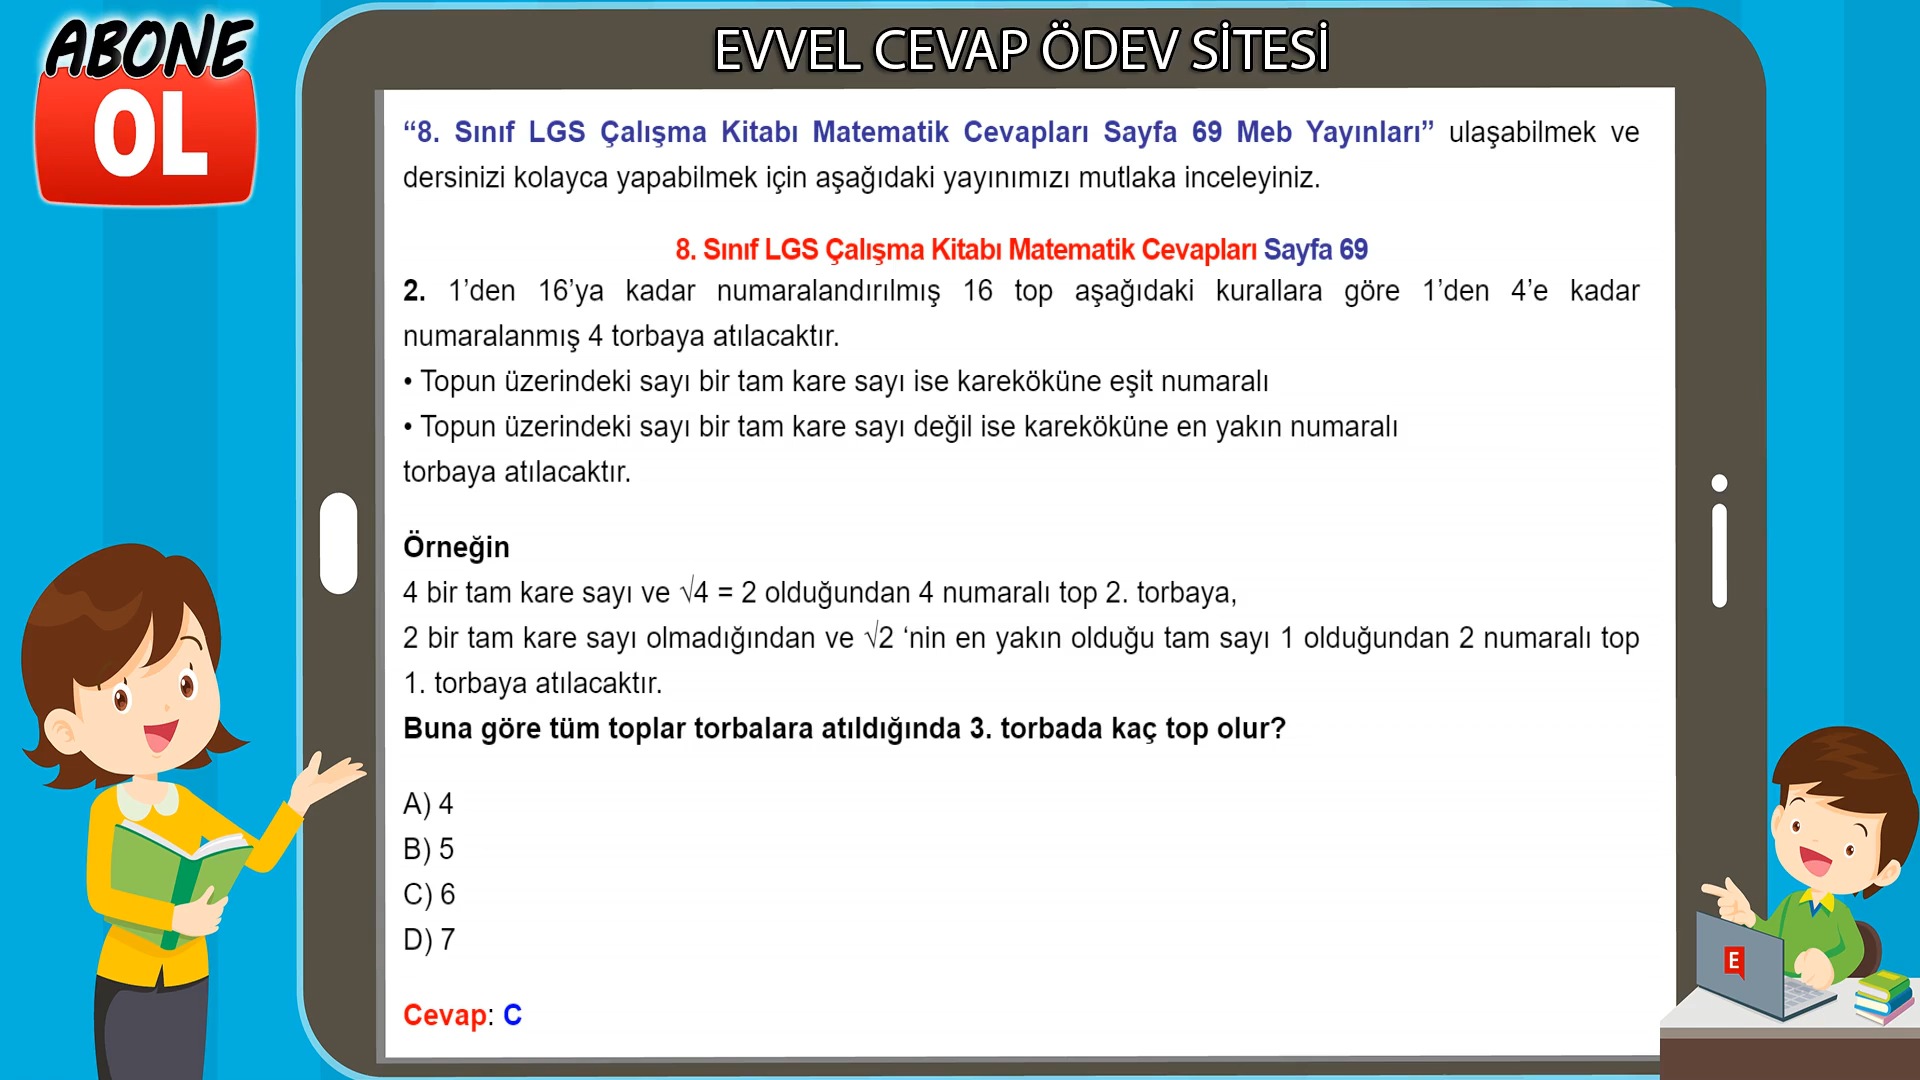 ABONE
OL
EVVEL CEVAP ÖDEV SİTESİ
“8. Sınıf LGS Çalışma Kitabı Matematik Cevapları Sayfa 69 Meb Yayınları” ulaşabilmek ve
dersinizi kolayca yapabilmek için aşağıdaki yayınımızı mutlaka inceleyiniz.
8. Sınıf LGS Çalışma Kitabı Matematik Cevapları Sayfa 69
2. 1’den 16’ya kadar numaralandırılmış 16 top aşağıdaki kurallara göre 1’den 4’e kadar
numaralanmış 4 torbaya atılacaktır.
• Topun üzerindeki sayı bir tam kare sayı ise kareköküne eşit numaralı
• Topun üzerindeki sayı bir tam kare sayı değil ise kareköküne en yakın numaralı
torbaya atılacaktır.
Örneğin
4 bir tam kare sayı ve √4 = 2 olduğundan 4 numaralı top 2. torbaya,
2 bir tam kare sayı olmadığından ve √2 ‘nin en yakın olduğu tam sayı 1 olduğundan 2 numaralı top
1. torbaya atılacaktır.
Buna göre tüm toplar torbalara atıldığında 3. torbada kaç top olur?
A) 4
B) 5
C) 6
D) 7
Cevap: C
E